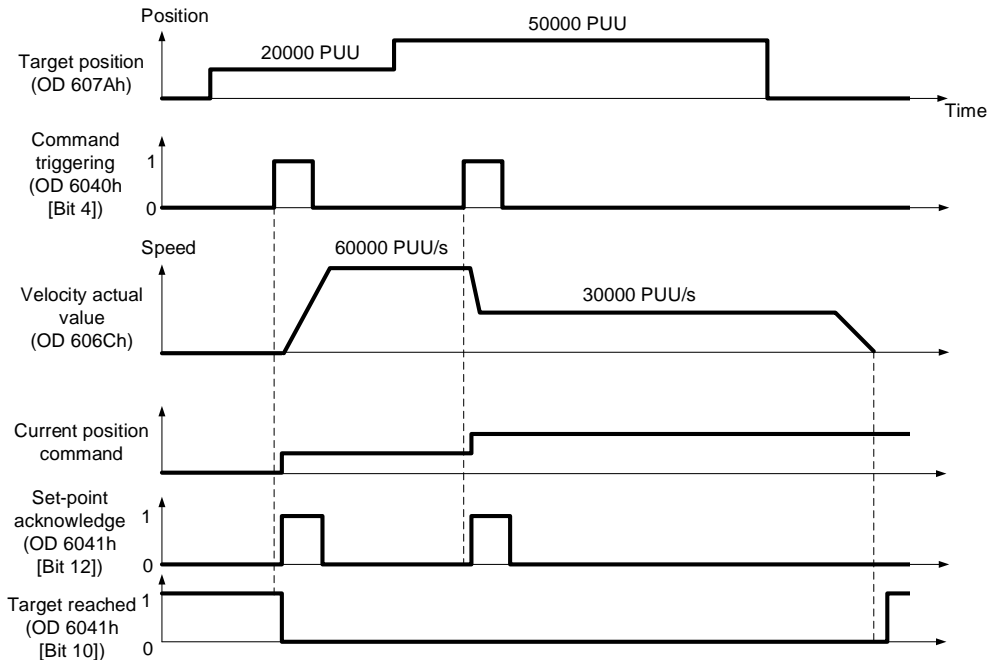 Position
50000 PUU
20000 PUU
Target position
(OD 607Ah)
Time
Command
triggering
(OD 6040h
[Bit 4])
1
0
Speed
60000 PUU/s
Velocity actual
value
(OD 606Ch)
30000 PUU/s
Current position
command
Set-point
acknowledge
(OD 6041h
[Bit 12])
1
0
Target reached
(OD 6041h
[Bit 10])
1
0